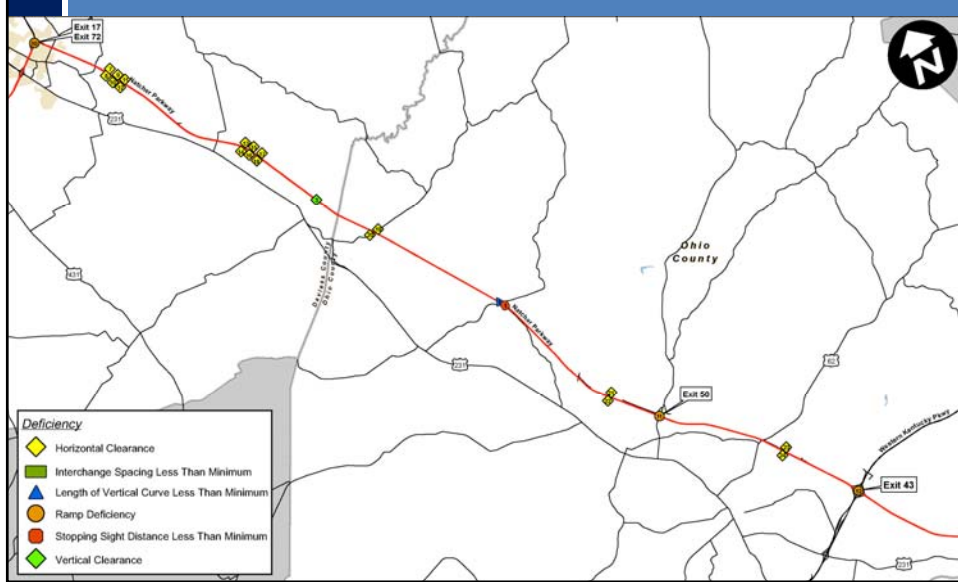 Exit 17
Exit 72
N
Natcher Parkway
231
Daviess County
Ohio County
Ohio
County
431
Natcher Parkway
62
231
Exit 50
Western Kentucky Pkwy
Exit 43
231
Deficiency
Horizontal Clearance
Interchange Spacing Less Than Minimum
Length of Vertical Curve Less Than Minimum
Ramp Deficiency
Stopping Sight Distance Less Than Minimum
Vertical Clearance